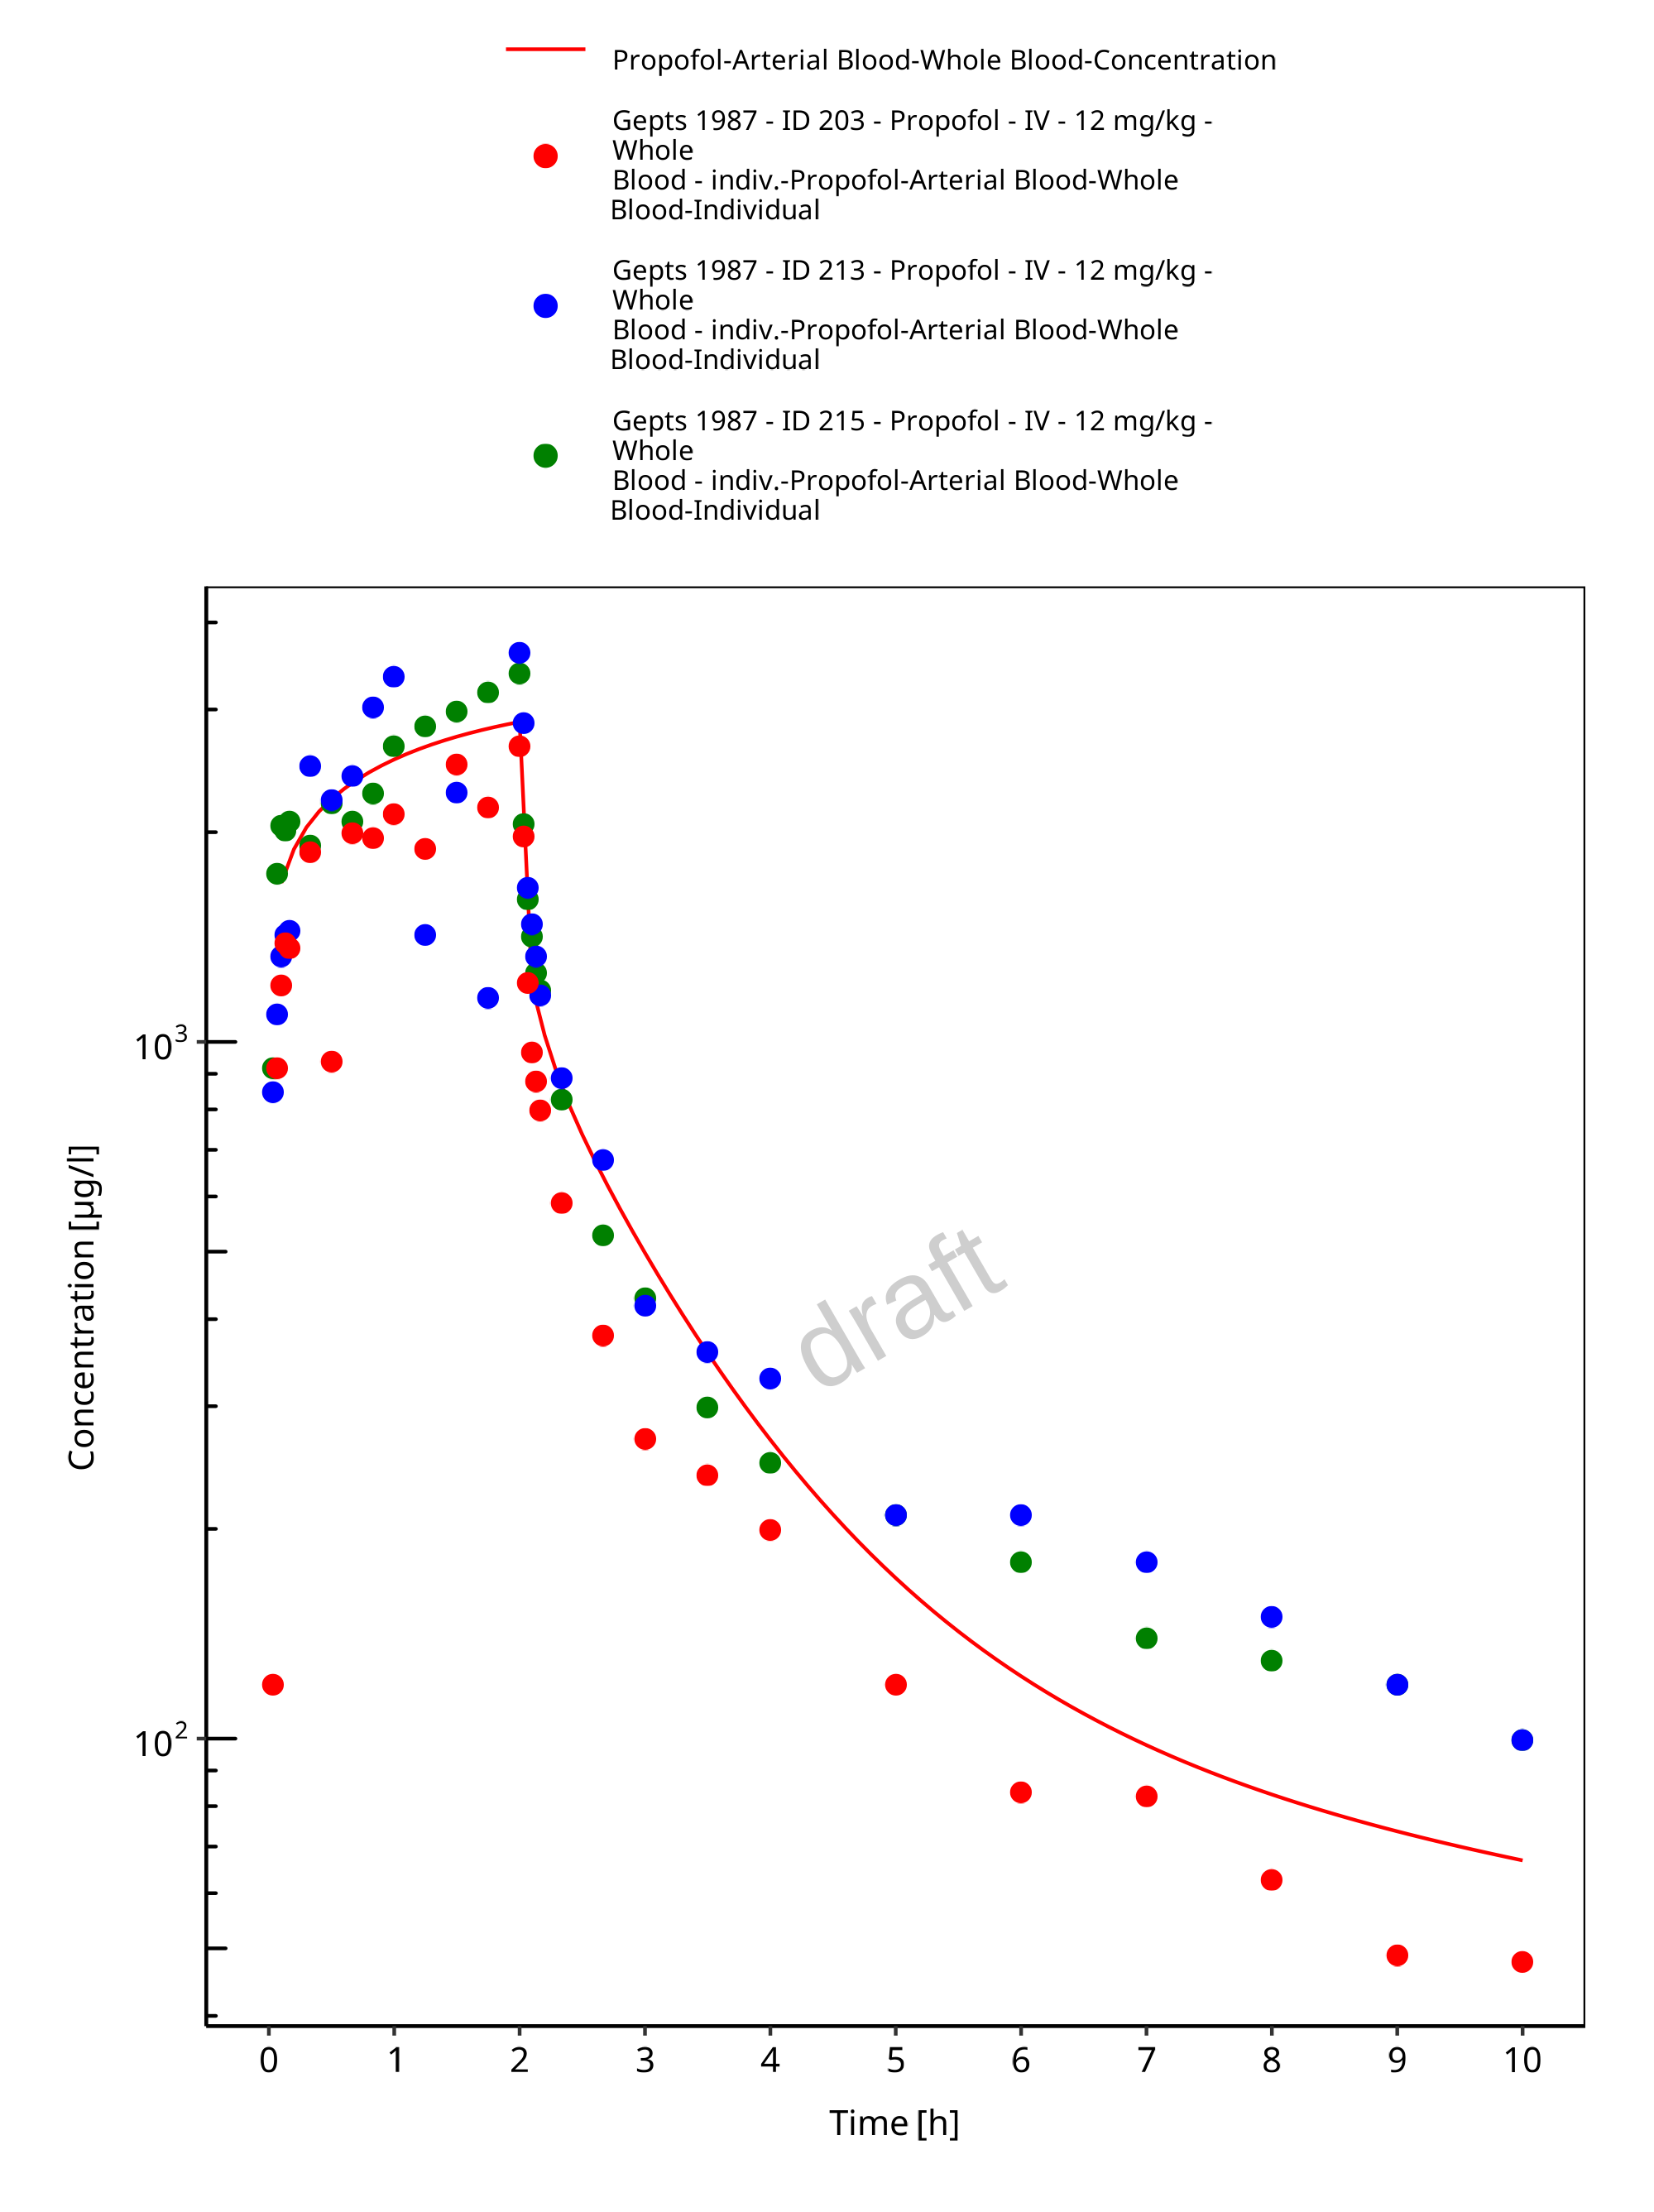 Propofol-Arterial Blood-Whole Blood-Concentration
Gepts 1987 - ID 203 - Propofol - IV - 12 mg/kg -
Whole
Blood - indiv.-Propofol-Arterial Blood-Whole
Blood-Individual
Gepts 1987 - ID 213 - Propofol - IV - 12 mg/kg -
Whole
Blood - indiv.-Propofol-Arterial Blood-Whole
Blood-Individual
Gepts 1987 - ID 215 - Propofol - IV - 12 mg/kg -
Whole
Blood - indiv.-Propofol-Arterial Blood-Whole
Blood-Individual
10³
10²
Concentration [µg/l]
draft
0 1 2 3 4 5 6 7 8 9 10
Time [h]